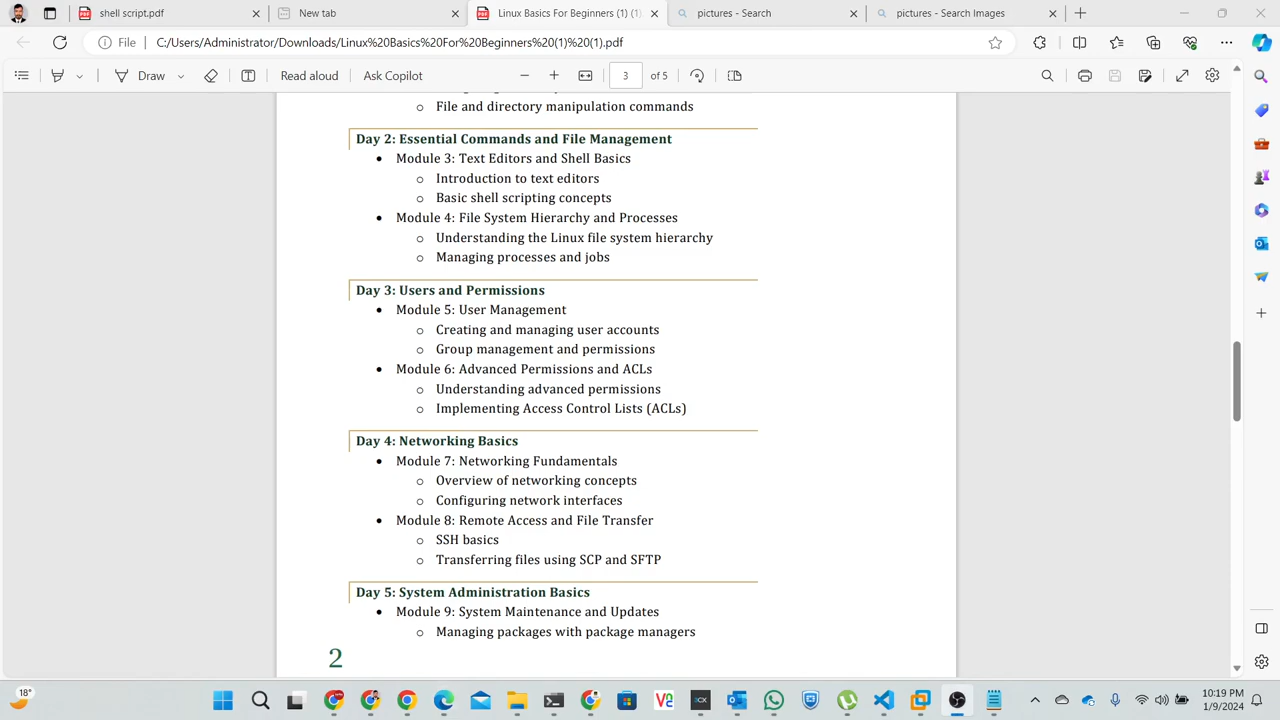 shell script.pdf
New tab
Linux Basics For Beginners (1) (1)
pictures - Search
pictures - Search Images
File
C:/Users/Administrator/Downloads/Linux%20Basics%20For%20Beginners%20(1)%20(1).pdf
Draw
Read aloud
Ask Copilot
3
of 5
File and directory manipulation commands
Day 2: Essential Commands and File Management
• Module 3: Text Editors and Shell Basics
o Introduction to text editors
o Basic shell scripting concepts
• Module 4: File System Hierarchy and Processes
o Understanding the Linux file system hierarchy
o Managing processes and jobs
Day 3: Users and Permissions
• Module 5: User Management
o Creating and managing user accounts
o Group management and permissions
• Module 6: Advanced Permissions and ACLs
o Understanding advanced permissions
o Implementing Access Control Lists (ACLs)
Day 4: Networking Basics
• Module 7: Networking Fundamentals
o Overview of networking concepts
o Configuring network interfaces
• Module 8: Remote Access and File Transfer
o SSH basics
o Transferring files using SCP and SFTP
Day 5: System Administration Basics
• Module 9: System Maintenance and Updates
o Managing packages with package managers
2
18°
10:19 PM
1/9/2024